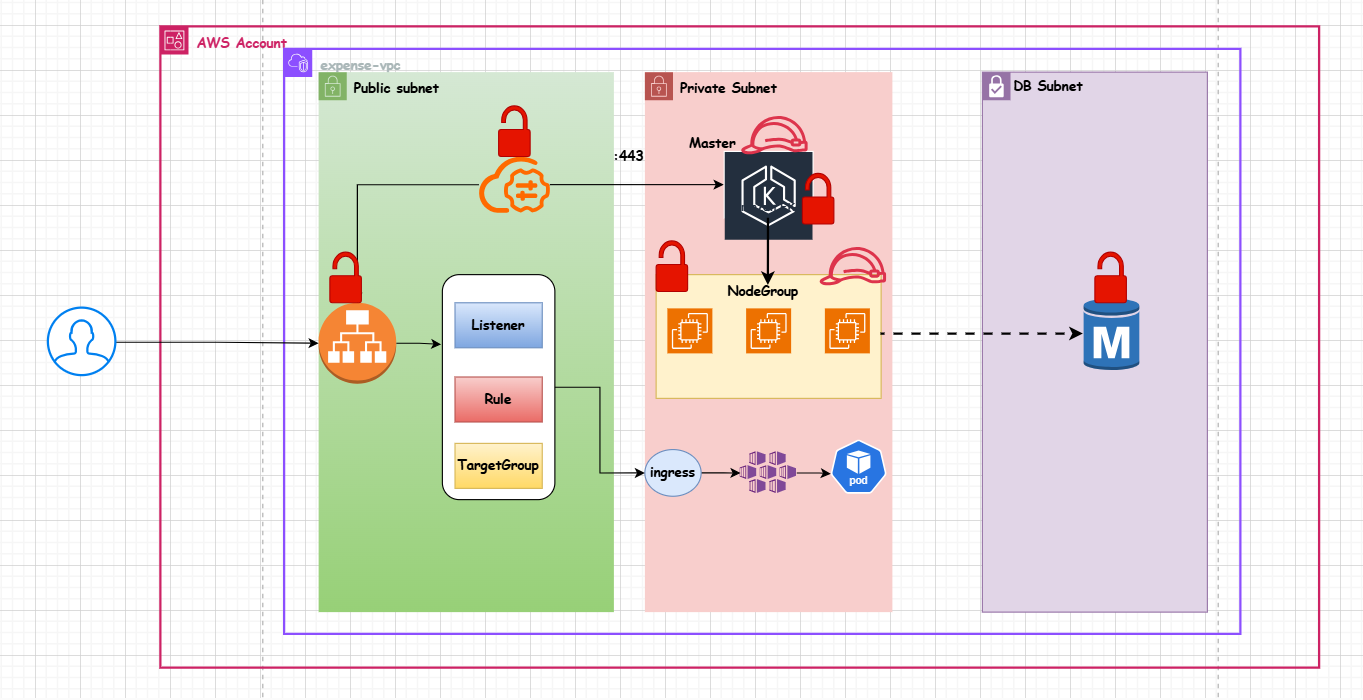 AWS Account
expense-vpc
Public subnet
Private Subnet
DB Subnet
Master
:443
K
NodeGroup
Listener
M
Rule
TargetGroup
ingress
pod